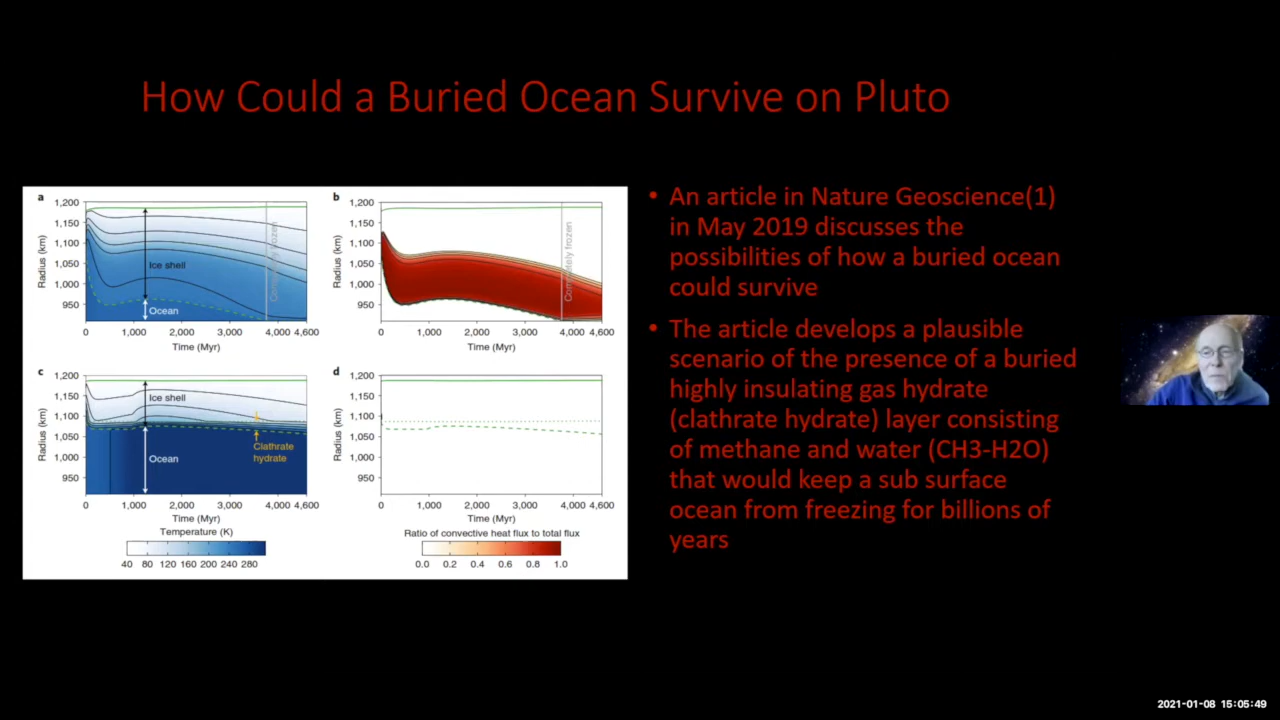 How Could a Buried Ocean Survive on Pluto
a
1,200
1,150
1,100
1,050
1,000
950
Radius (km)
Ice shell
Ocean
Completely frozen
0 1,000 2,000 3,000 4,000 4,600
Time (Myr)
b
1,200
1,150
1,100
1,050
1,000
950
Radius (km)
Completely frozen
0 1,000 2,000 3,000 4,000 4,600
Time (Myr)
c
1,200
1,150
1,100
1,050
1,000
950
Radius (km)
Ice shell
Clathrate
hydrate
Ocean
0 1,000 2,000 3,000 4,000 4,600
Time (Myr)
Temperature (K)
40 80 120 160 200 240 280
d
1,200
1,150
1,100
1,050
1,000
950
Radius (km)
0 1,000 2,000 3,000 4,000 4,600
Time (Myr)
Ratio of convective heat flux to total flux
0.0 0.2 0.4 0.6 0.8 1.0
• An article in Nature Geoscience(1)
in May 2019 discusses the
possibilities of how a buried ocean
could survive
• The article develops a plausible
scenario of the presence of a buried
highly insulating gas hydrate
(clathrate hydrate) layer consisting
of methane and water (CH3-H2O)
that would keep a sub surface
ocean from freezing for billions of
years
2021-01-08 15:05:49